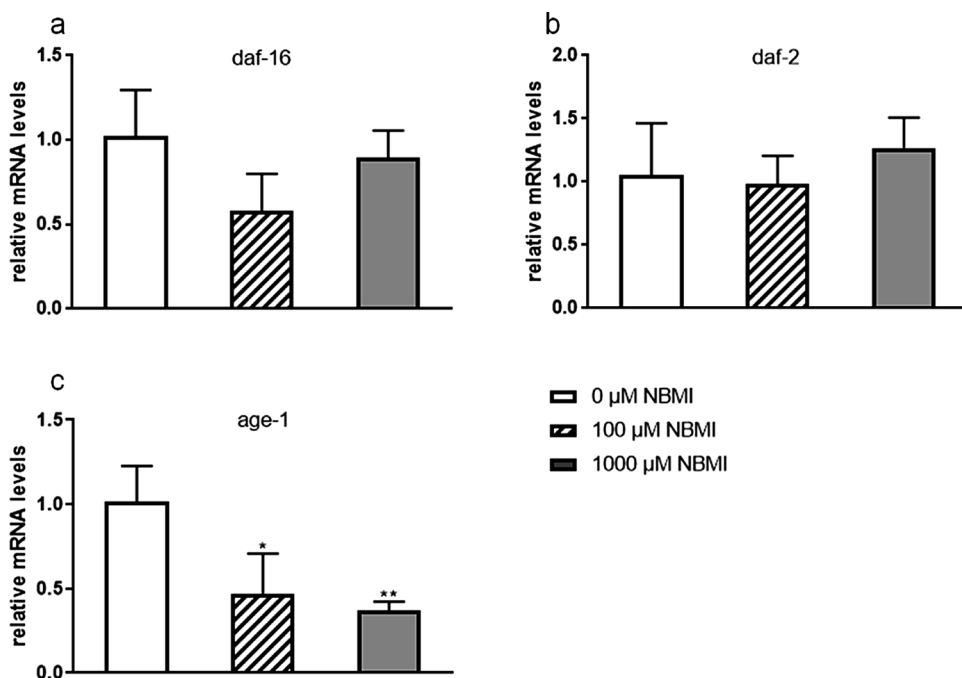 a
daf-16
relative mRNA levels
1.5
1.0
0.5
0.0
b
daf-2
relative mRNA levels
2.0
1.5
1.0
0.5
0.0
c
age-1
relative mRNA levels
1.5
1.0
0.5
0.0
*
**
0 µM NBMI
100 µM NBMI
1000 µM NBMI